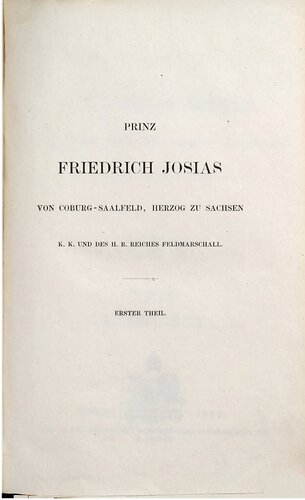 PRINZ
FRIEDRICH JOSIAS
VON COBURG-SAALFELD, HERZOG ZU SACHSEN
K. K. UND DES H. R. REICHES FELDMARSCHALL.
ERSTER THEIL.